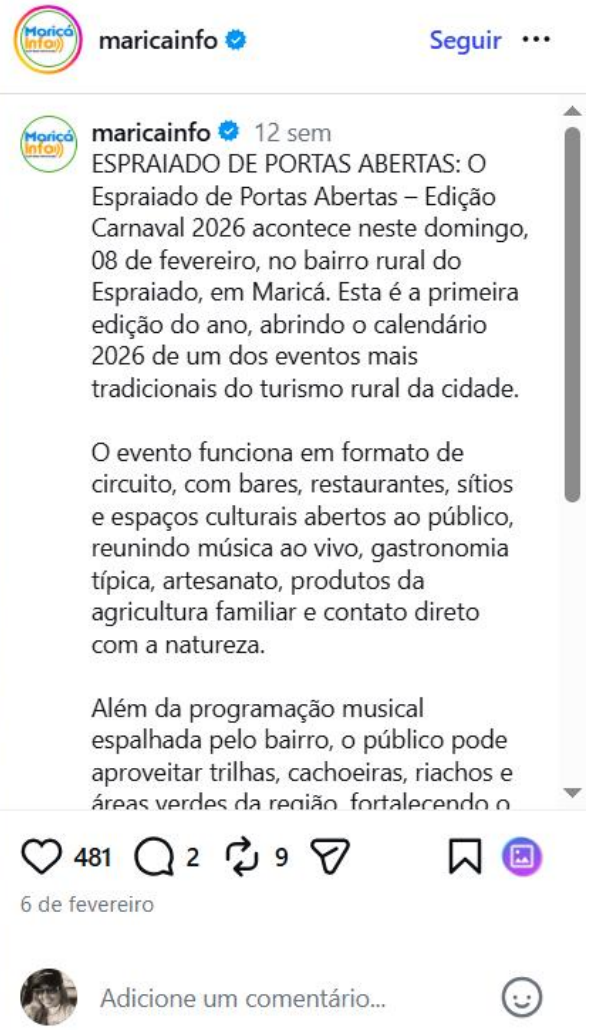 Maricá
Info
maricainfo
Seguir
Maricá
Info
maricainfo 12 sem
ESPRAIADO DE PORTAS ABERTAS: O
Espraiado de Portas Abertas – Edição
Carnaval 2026 acontece neste domingo,
08 de fevereiro, no bairro rural do
Espraiado, em Maricá. Esta é a primeira
edição do ano, abrindo o calendário
2026 de um dos eventos mais
tradicionais do turismo rural da cidade.
O evento funciona em formato de
circuito, com bares, restaurantes, sítios
e espaços culturais abertos ao público,
reunindo música ao vivo, gastronomia
típica, artesanato, produtos da
agricultura familiar e contato direto
com a natureza.
Além da programação musical
espalhada pelo bairro, o público pode
aproveitar trilhas, cachoeiras, riachos e
áreas verdes da região, fortalecendo o
481 2 9
6 de fevereiro
Adicione um comentário...